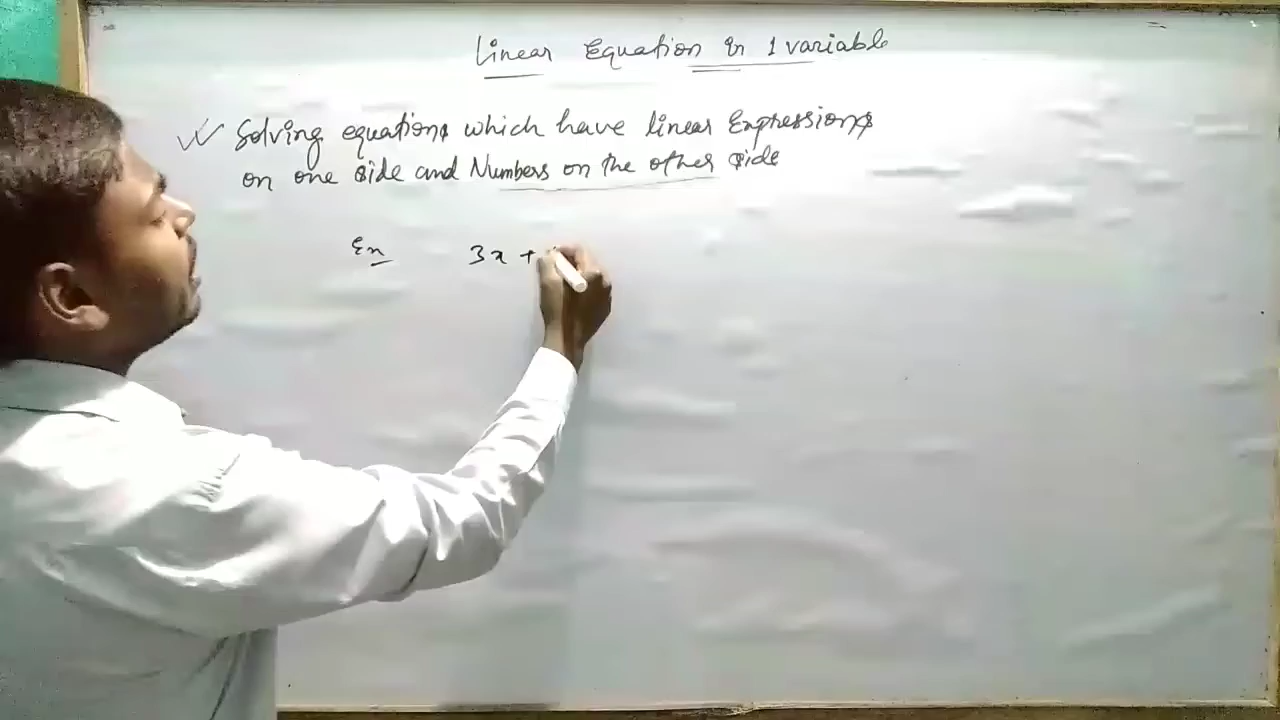 Linear Equation in 1 variable
Solving equations which have linear Expressions
on one side and Numbers on the other side
Ex 3x +